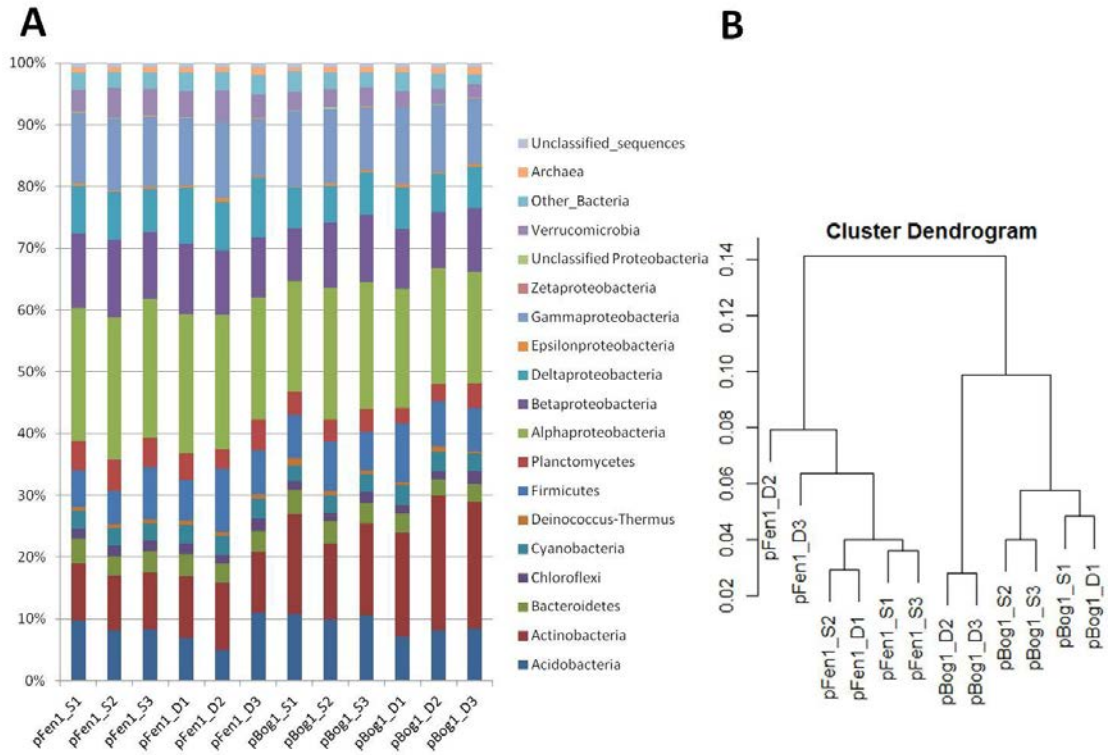 A
100%
90%
80%
70%
60%
50%
40%
30%
20%
10%
0%
pFen1_S1
pFen1_S2
pFen1_S3
pFen1_D1
pFen1_D2
pFen1_D3
pBog1_S1
pBog1_S2
pBog1_S3
pBog1_D1
pBog1_D2
pBog1_D3
Unclassified_sequences
Archaea
Other_Bacteria
Verrucomicrobia
Unclassified Proteobacteria
Zetaproteobacteria
Gammaproteobacteria
Epsilonproteobacteria
Deltaproteobacteria
Betaproteobacteria
Alphaproteobacteria
Planctomycetes
Firmicutes
Deinococcus-Thermus
Cyanobacteria
Chloroflexi
Bacteroidetes
Actinobacteria
Acidobacteria
B
Cluster Dendrogram
0.14
0.12
0.10
0.08
0.06
0.04
0.02
pFen1_D2
pFen1_D3
pFen1_S2
pFen1_D1
pFen1_S1
pFen1_S3
pBog1_D2
pBog1_D3
pBog1_S2
pBog1_S3
pBog1_S1
pBog1_D1